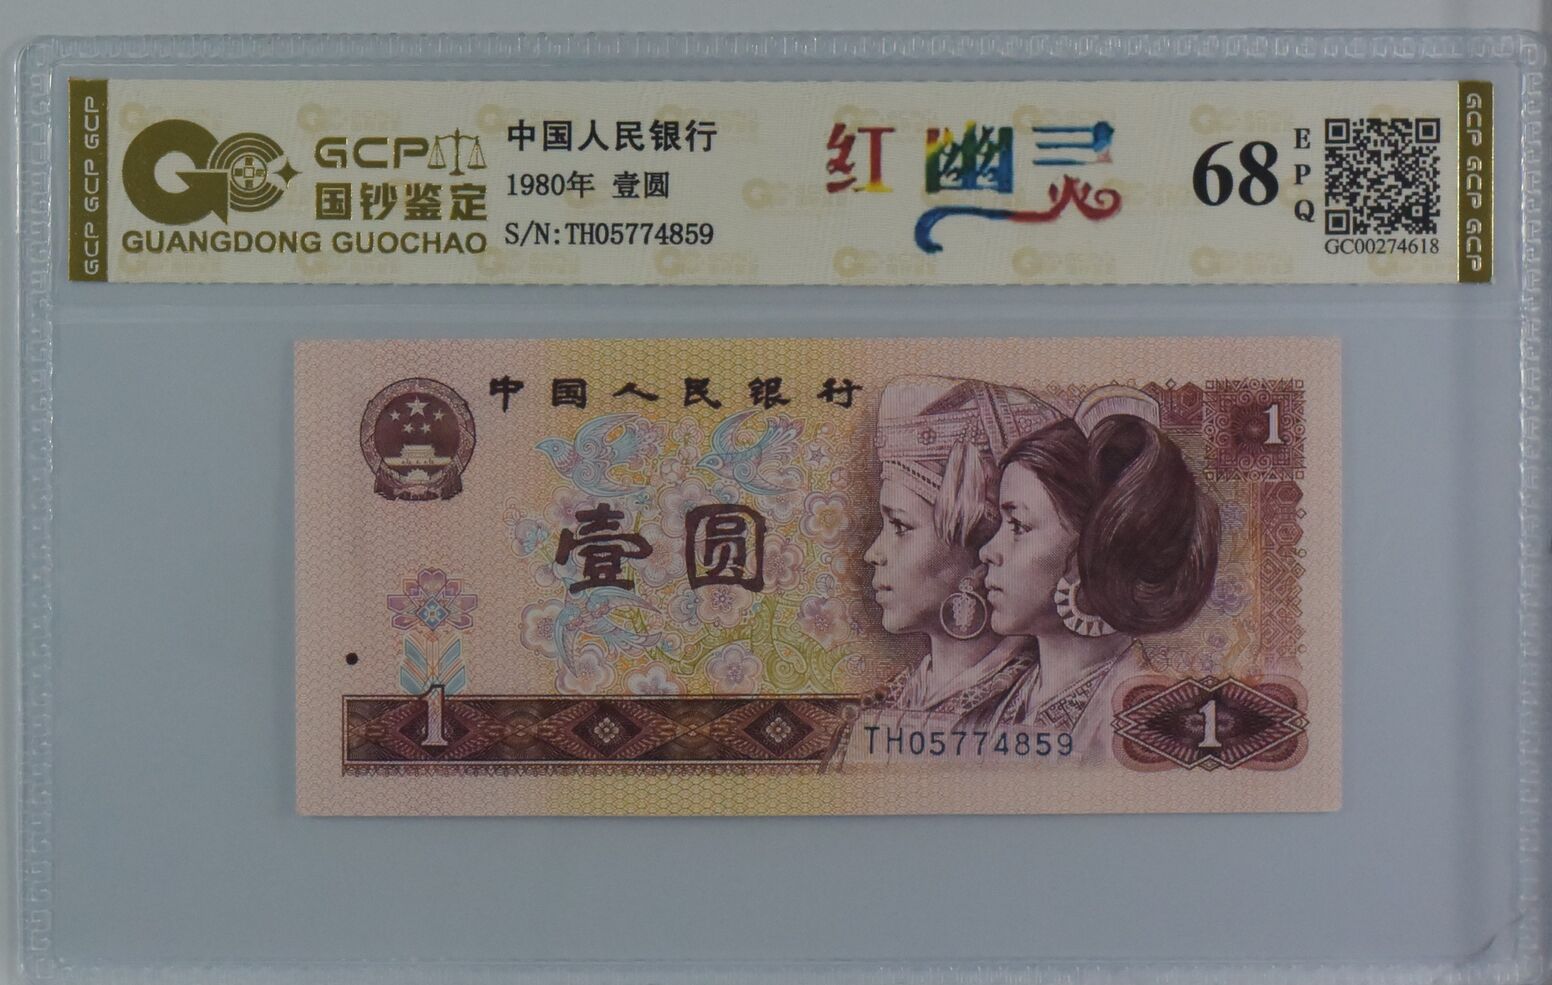 GCP GCP GCP
GCP
国钞鉴定
GUANGDONG GUOCHAO
中国人民银行
1980年 壹圆
S/N:TH05774859
红幽灵
68
EPQ
GC00274618
GCP GCP GCP
中国人民银行
1
壹圆
1
TH05774859
1